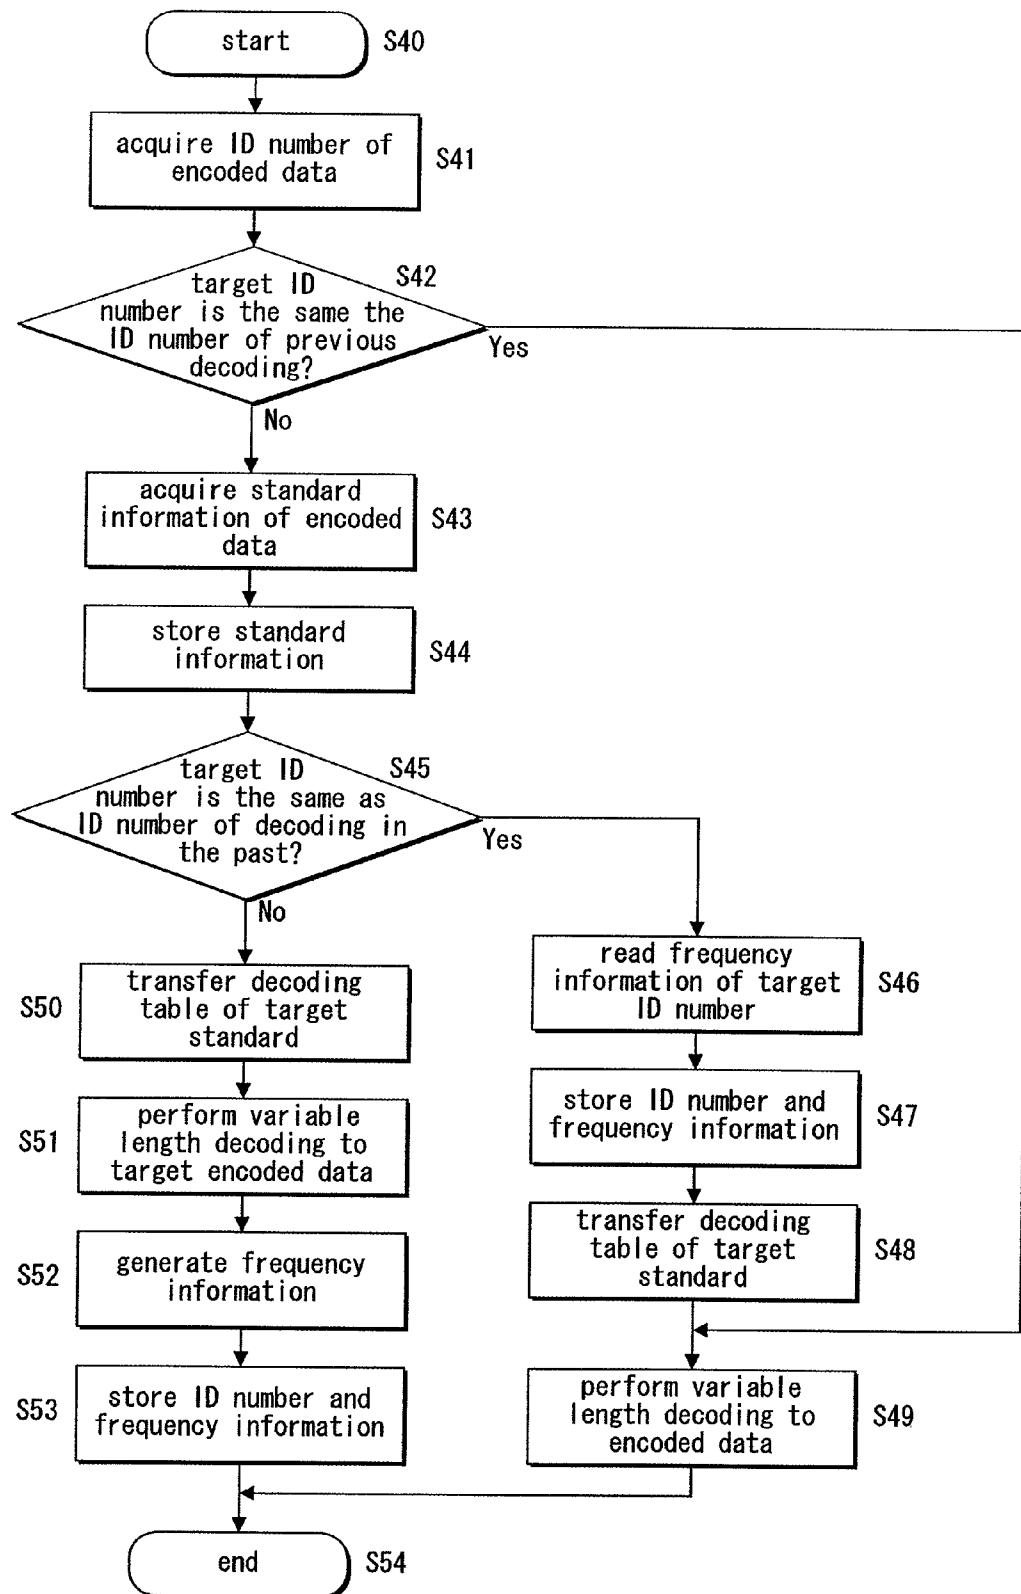 start
S40
acquire ID number of
encoded data
S41
S42
target ID
number is the same the
ID number of previous
decoding?
Yes
No
acquire standard
information of encoded
data
S43
store standard
information
S44
S45
target ID
number is the same as
ID number of decoding in
the past?
Yes
No
read frequency
information of target
ID number
S46
S50
transfer decoding
table of target
standard
store ID number and
frequency information
S47
S51
perform variable
length decoding to
target encoded data
transfer decoding
table of target
standard
S48
S52
generate frequency
information
perform variable
length decoding to
encoded data
S49
S53
store ID number and
frequency information
end
S54